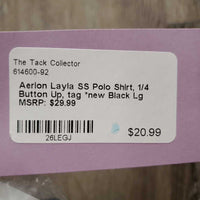 The Tack Collector
614600-92
Aerion Layla SS Polo Shirt, 1/4
Button Up, tag *new Black Lg
MSRP: $29.99
$20.99
26LEGJ